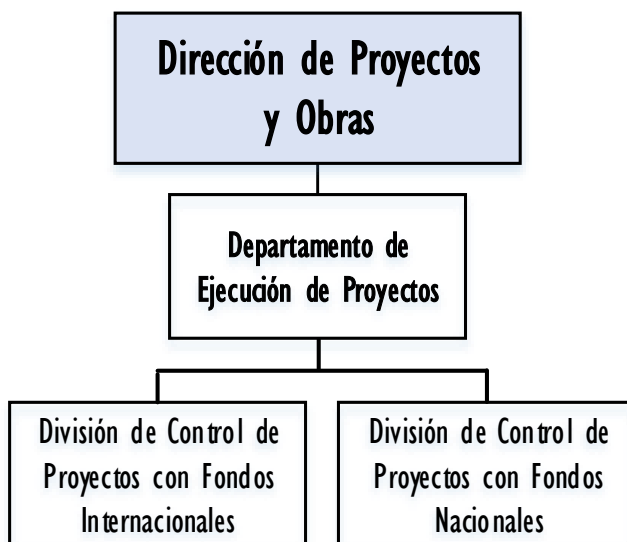 Dirección de Proyectos
y Obras
Departamento de
Ejecución de Proyectos
División de Control de
Proyectos con Fondos
Internacionales
División de Control de
Proyectos con Fondos
Nacionales